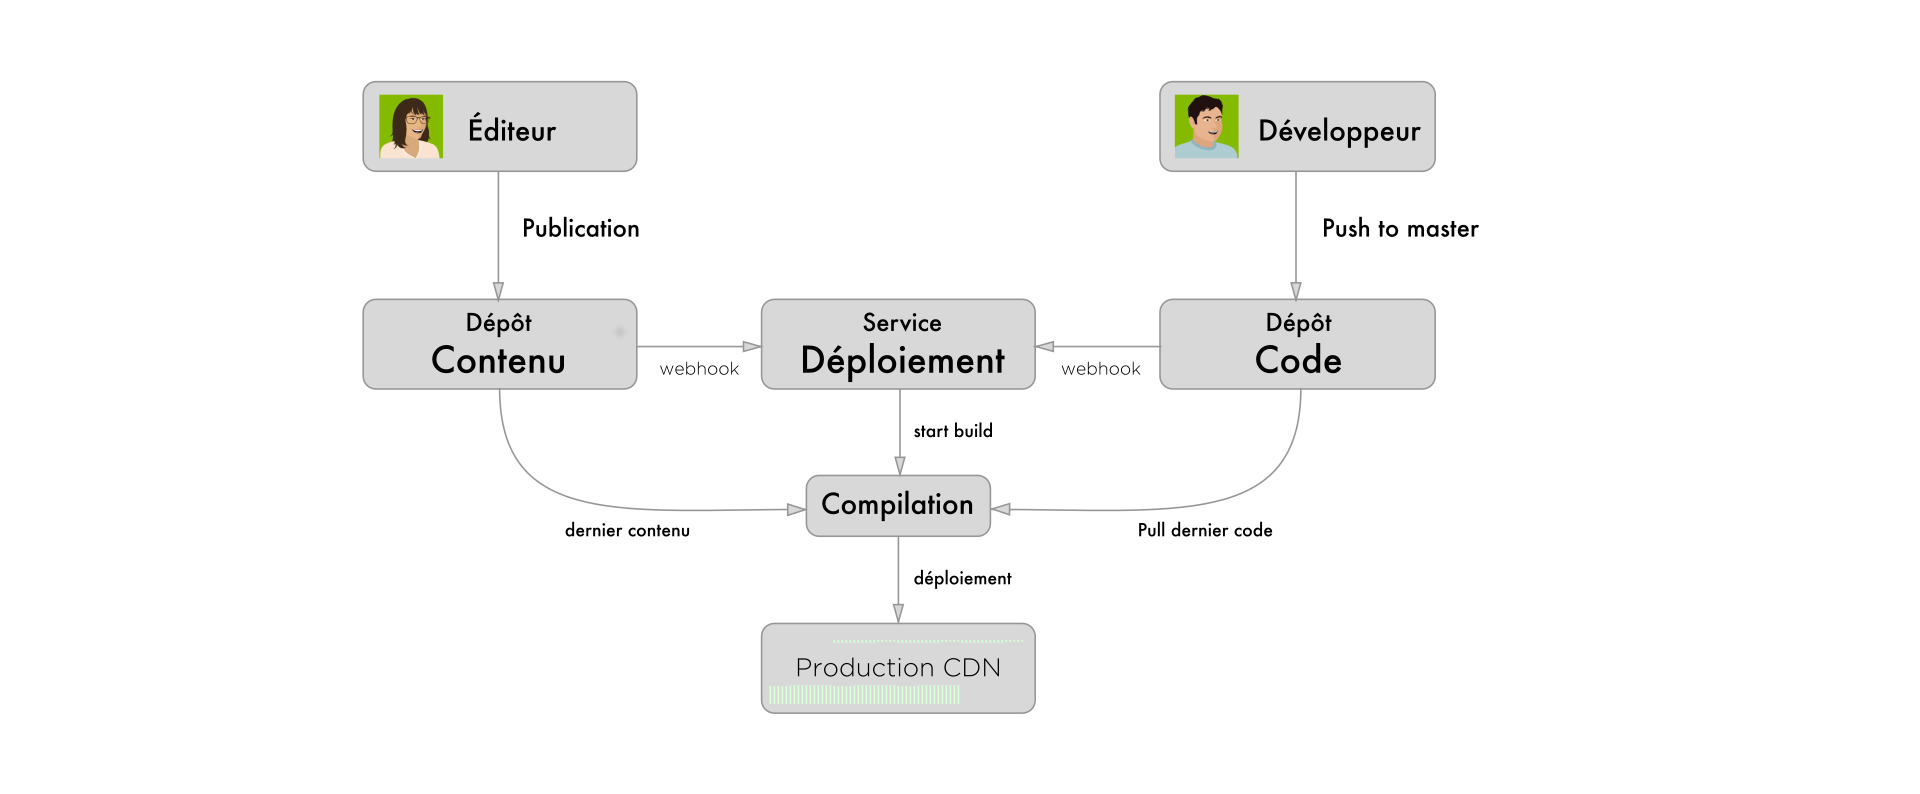 Éditeur
Développeur
Publication
Push to master
Dépôt
Contenu
webhook
Service
Déploiement
webhook
Dépôt
Code
start build
Compilation
dernier contenu
Pull dernier code
déploiement
Production CDN